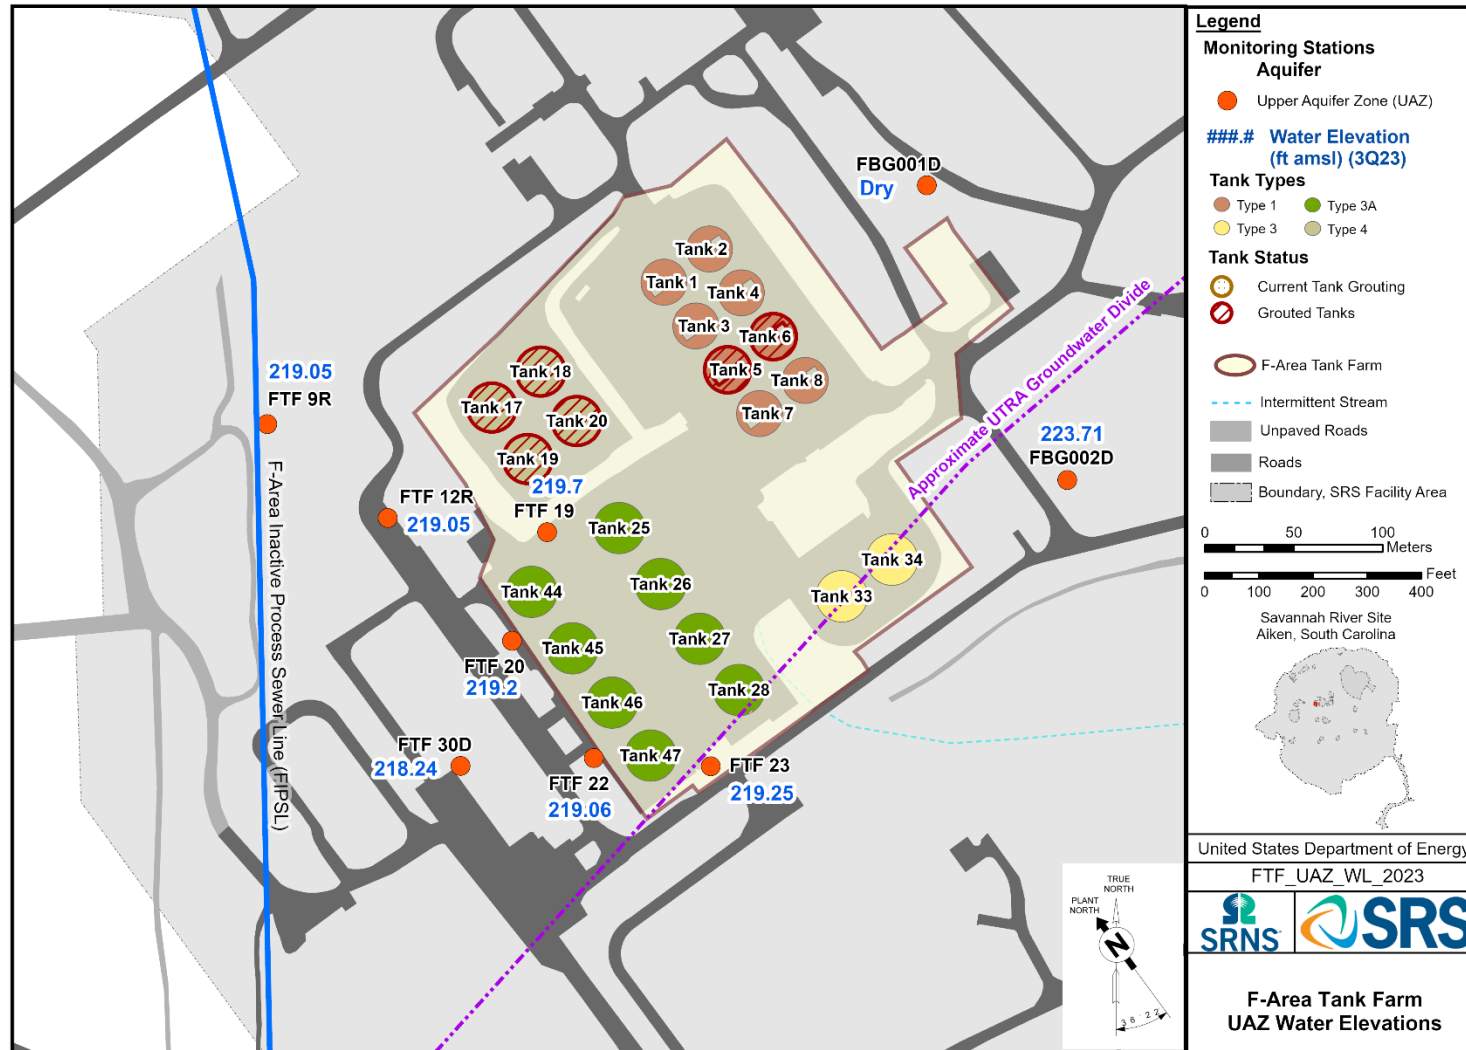 FBG001D
Dry
Tank 2
Tank 1
Tank 4
Tank 3
Tank 6
Tank 5
Tank 8
Tank 7
Tank 18
Tank 17
Tank 20
Tank 19
Approximate UTRA Groundwater Divide
219.05
FTF 9R
223.71
FBG002D
F-Area Inactive Process Sewer Line (FIPSL)
FTF 12R
219.05
219.7
FTF 19
Tank 25
Tank 26
Tank 44
Tank 34
Tank 33
Tank 45
Tank 27
FTF 20
219.2
Tank 28
Tank 46
Tank 47
FTF 30D
218.24
FTF 22
219.06
FTF 23
219.25
TRUE
NORTH
PLANT
NORTH
N
36°22'
Legend
Monitoring Stations
Aquifer
Upper Aquifer Zone (UAZ)
###.# Water Elevation
(ft amsl) (3Q23)
Tank Types
Type 1 Type 3A
Type 3 Type 4
Tank Status
Current Tank Grouting
Grouted Tanks
F-Area Tank Farm
Intermittent Stream
Unpaved Roads
Roads
Boundary, SRS Facility Area
0 50 100
Meters
Feet
0 100 200 300 400
Savannah River Site
Aiken, South Carolina
United States Department of Energy
FTF_UAZ_WL_2023
SRNS SRS
F-Area Tank Farm
UAZ Water Elevations